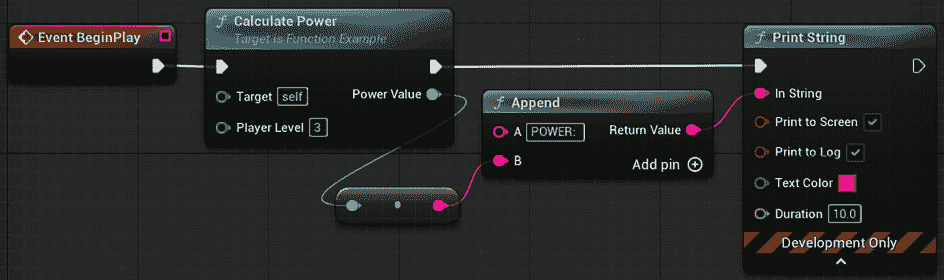 Event BeginPlay
f Calculate Power
Target is Function Example
Target self
Power Value
Player Level 3
f Append
A POWER:
Return Value
B
Add pin
f Print String
In String
Print to Screen
Print to Log
Text Color
Duration 10.0
Development Only